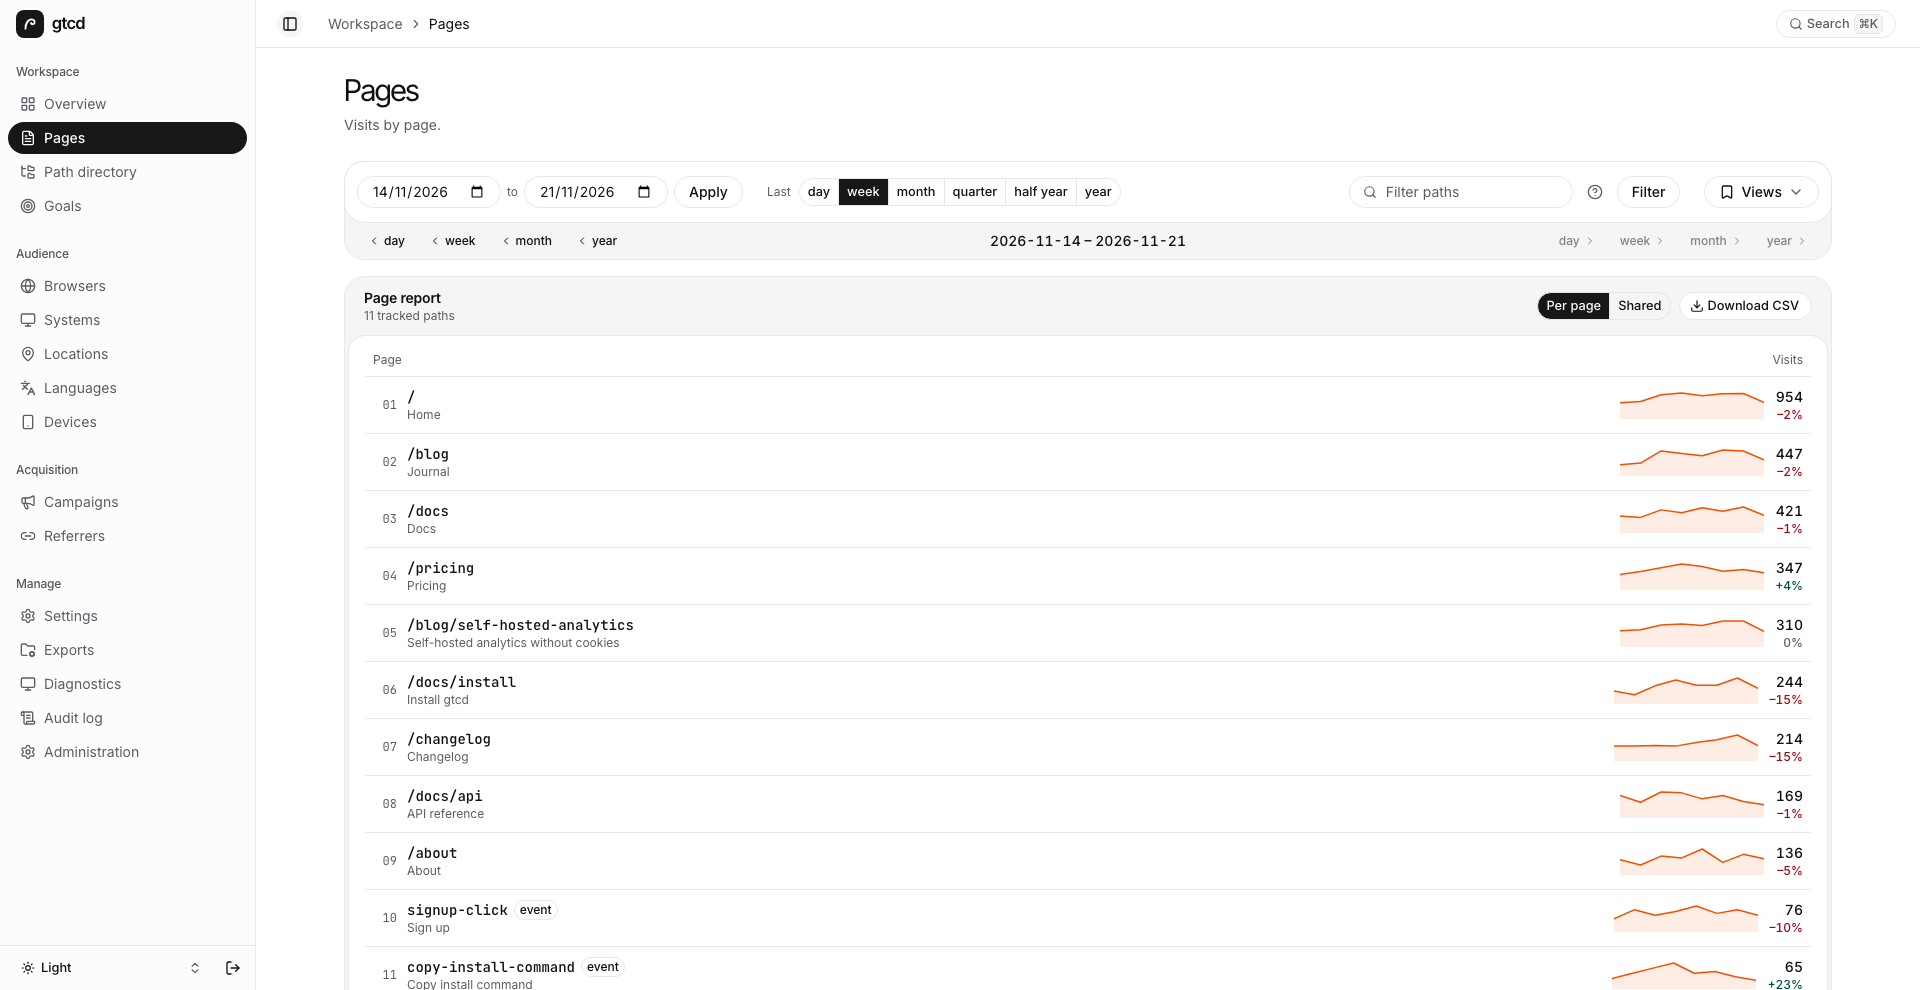 gtcd
Workspace
Overview
Pages
Path directory
Goals
Audience
Browsers
Systems
Locations
Languages
Devices
Acquisition
Campaigns
Referrers
Manage
Settings
Exports
Diagnostics
Audit log
Administration
Light
Workspace > Pages
Search ⌘K
Pages
Visits by page.
14/11/2026 to 21/11/2026 Apply Last day week month quarter half year year Filter paths Filter Views
day week month year 2026-11-14 – 2026-11-21 day week month year
Page report
11 tracked paths
Per page Shared Download CSV
Page Visits
01 / 954
Home −2%
02 /blog 447
Journal −2%
03 /docs 421
Docs −1%
04 /pricing 347
Pricing +4%
05 /blog/self-hosted-analytics 310
Self-hosted analytics without cookies 0%
06 /docs/install 244
Install gtcd −15%
07 /changelog 214
Changelog −15%
08 /docs/api 169
API reference −1%
09 /about 136
About −5%
10 signup-click event 76
Sign up −10%
11 copy-install-command event 65
Copy install command +23%